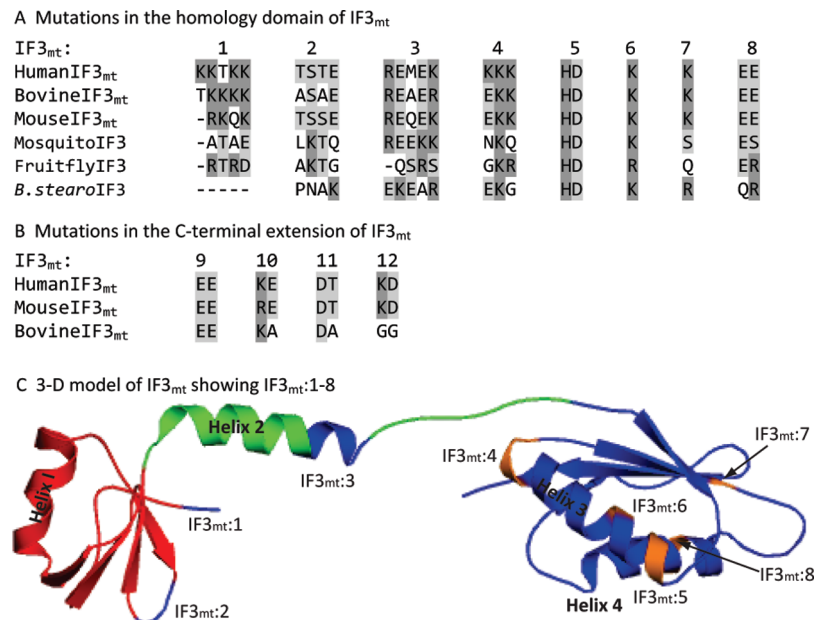 A Mutations in the homology domain of IF3mt
IF3mt: 1 2 3 4 5 6 7 8
HumanIF3mt KKTKK TSTE REMEK KKK HD K K EE
BovineIF3mt TKKKK ASAE REAER EKK HD K K EE
MouseIF3mt -RKQK TSSE REQEK EKK HD K K EE
MosquitoIF3 -ATAE LKTQ REEKK NKQ HD K S ES
FruitflyIF3 -RTRD AKTG -QSRS GKR HD R Q ER
B.stearoIF3 ----- PNAK EKEAR EKG HD K R QR
B Mutations in the C-terminal extension of IF3mt
IF3mt: 9 10 11 12
HumanIF3mt EE KE DT KD
MouseIF3mt EE RE DT KD
BovineIF3mt EE KA DA GG
C 3-D model of IF3mt showing IF3mt:1-8
Helix 2
IF3mt:7
IF3mt:4
IF3mt:3
Helix I
Helix 3
IF3mt:6
IF3mt:1
IF3mt:8
IF3mt:5
Helix 4
IF3mt:2